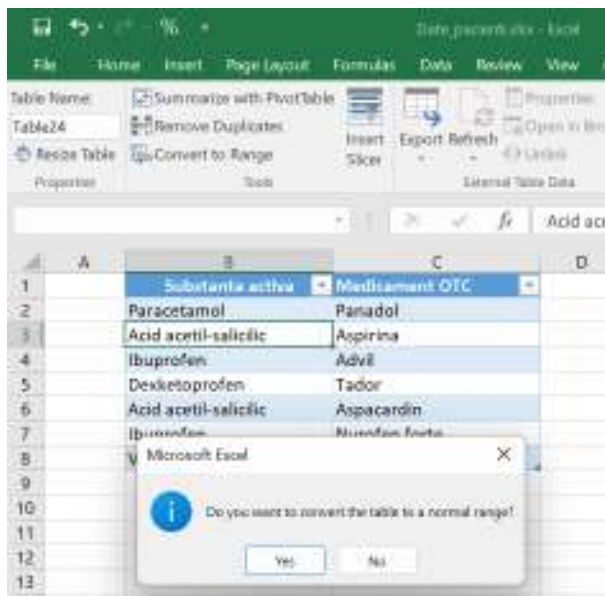 Date_pacienti.xlsx - Excel
File Home Insert Page Layout Formulas Data Review View
Table Name: Summarize with PivotTable Properties
Table24 Remove Duplicates Insert Export Refresh Open in
Resize Table Convert to Range Slicer Unlink
Properties Tools External Table Data
fx Acid ace
A B C D
1 Substanta activa Medicament OTC
2 Paracetamol Panadol
3 Acid acetil-salicilic Aspirina
4 Ibuprofen Advil
5 Dexketoprofen Tador
6 Acid acetil-salicilic Aspacardin
7 Ibuprofen Nurofen forte
8 V
Microsoft Excel
9
10 Do you want to convert the table to a normal range?
11
12 Yes No
13